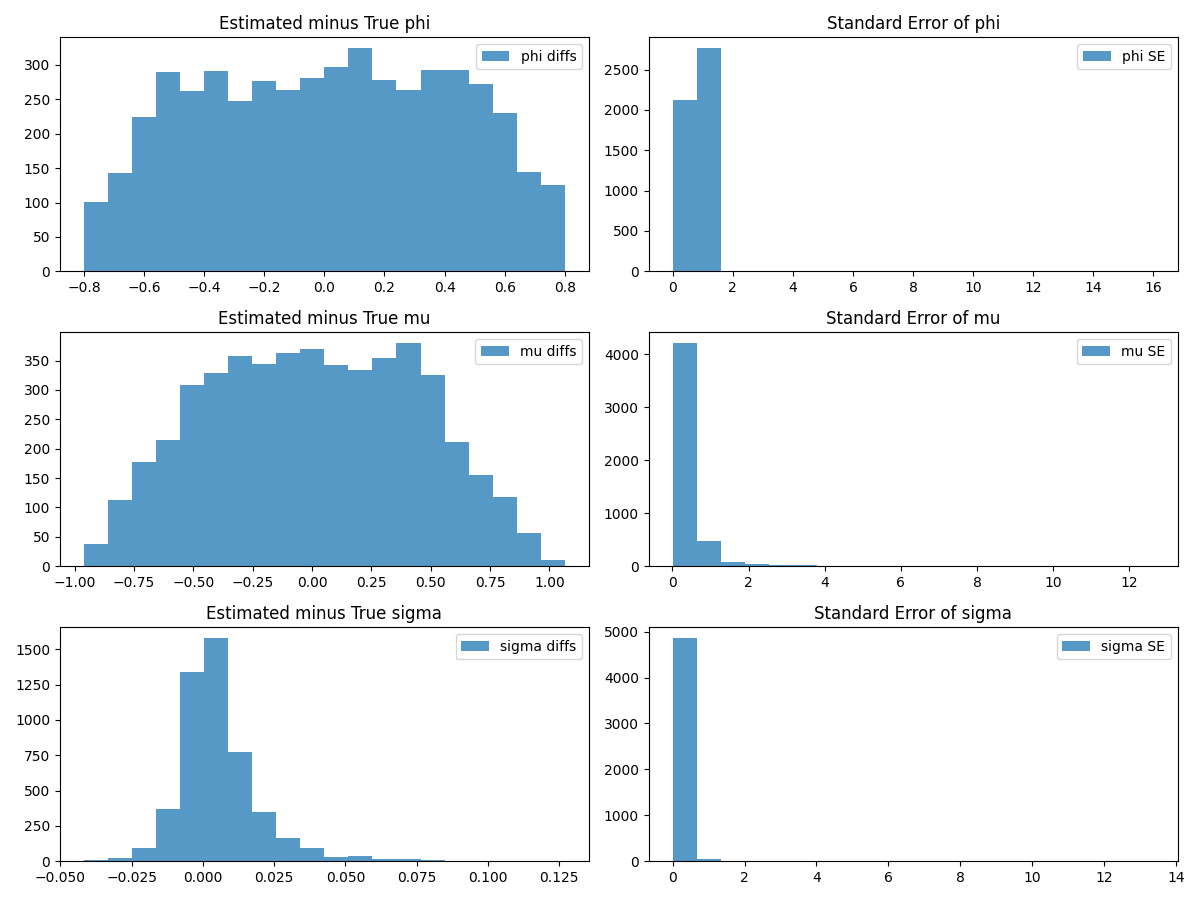 Estimated minus True phi
phi diffs
300
250
200
150
100
50
0
−0.8 −0.6 −0.4 −0.2 0.0 0.2 0.4 0.6 0.8
Standard Error of phi
phi SE
2500
2000
1500
1000
500
0
0 2 4 6 8 10 12 14 16
Estimated minus True mu
mu diffs
350
300
250
200
150
100
50
0
−1.00 −0.75 −0.50 −0.25 0.00 0.25 0.50 0.75 1.00
Standard Error of mu
mu SE
4000
3000
2000
1000
0
0 2 4 6 8 10 12
Estimated minus True sigma
sigma diffs
1500
1250
1000
750
500
250
0
−0.050 −0.025 0.000 0.025 0.050 0.075 0.100 0.125
Standard Error of sigma
sigma SE
5000
4000
3000
2000
1000
0
0 2 4 6 8 10 12 14